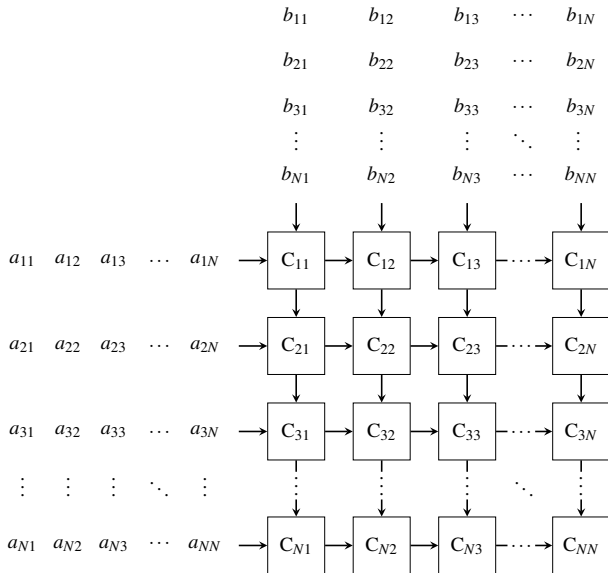 b₁₁ b₁₂ b₁₃ ⋯ b₁N
b₂₁ b₂₂ b₂₃ ⋯ b₂N
b₃₁ b₃₂ b₃₃ ⋯ b₃N
⋮ ⋮ ⋮ ⋱ ⋮
bN1 bN2 bN3 ⋯ bNN
a₁₁ a₁₂ a₁₃ ⋯ a₁N C₁₁ C₁₂ C₁₃ ⋯ C₁N
a₂₁ a₂₂ a₂₃ ⋯ a₂N C₂₁ C₂₂ C₂₃ ⋯ C₂N
a₃₁ a₃₂ a₃₃ ⋯ a₃N C₃₁ C₃₂ C₃₃ ⋯ C₃N
⋮ ⋮ ⋮ ⋱ ⋮ ⋮ ⋮ ⋮ ⋱ ⋮
aN1 aN2 aN3 ⋯ aNN CN1 CN2 CN3 ⋯ CNN